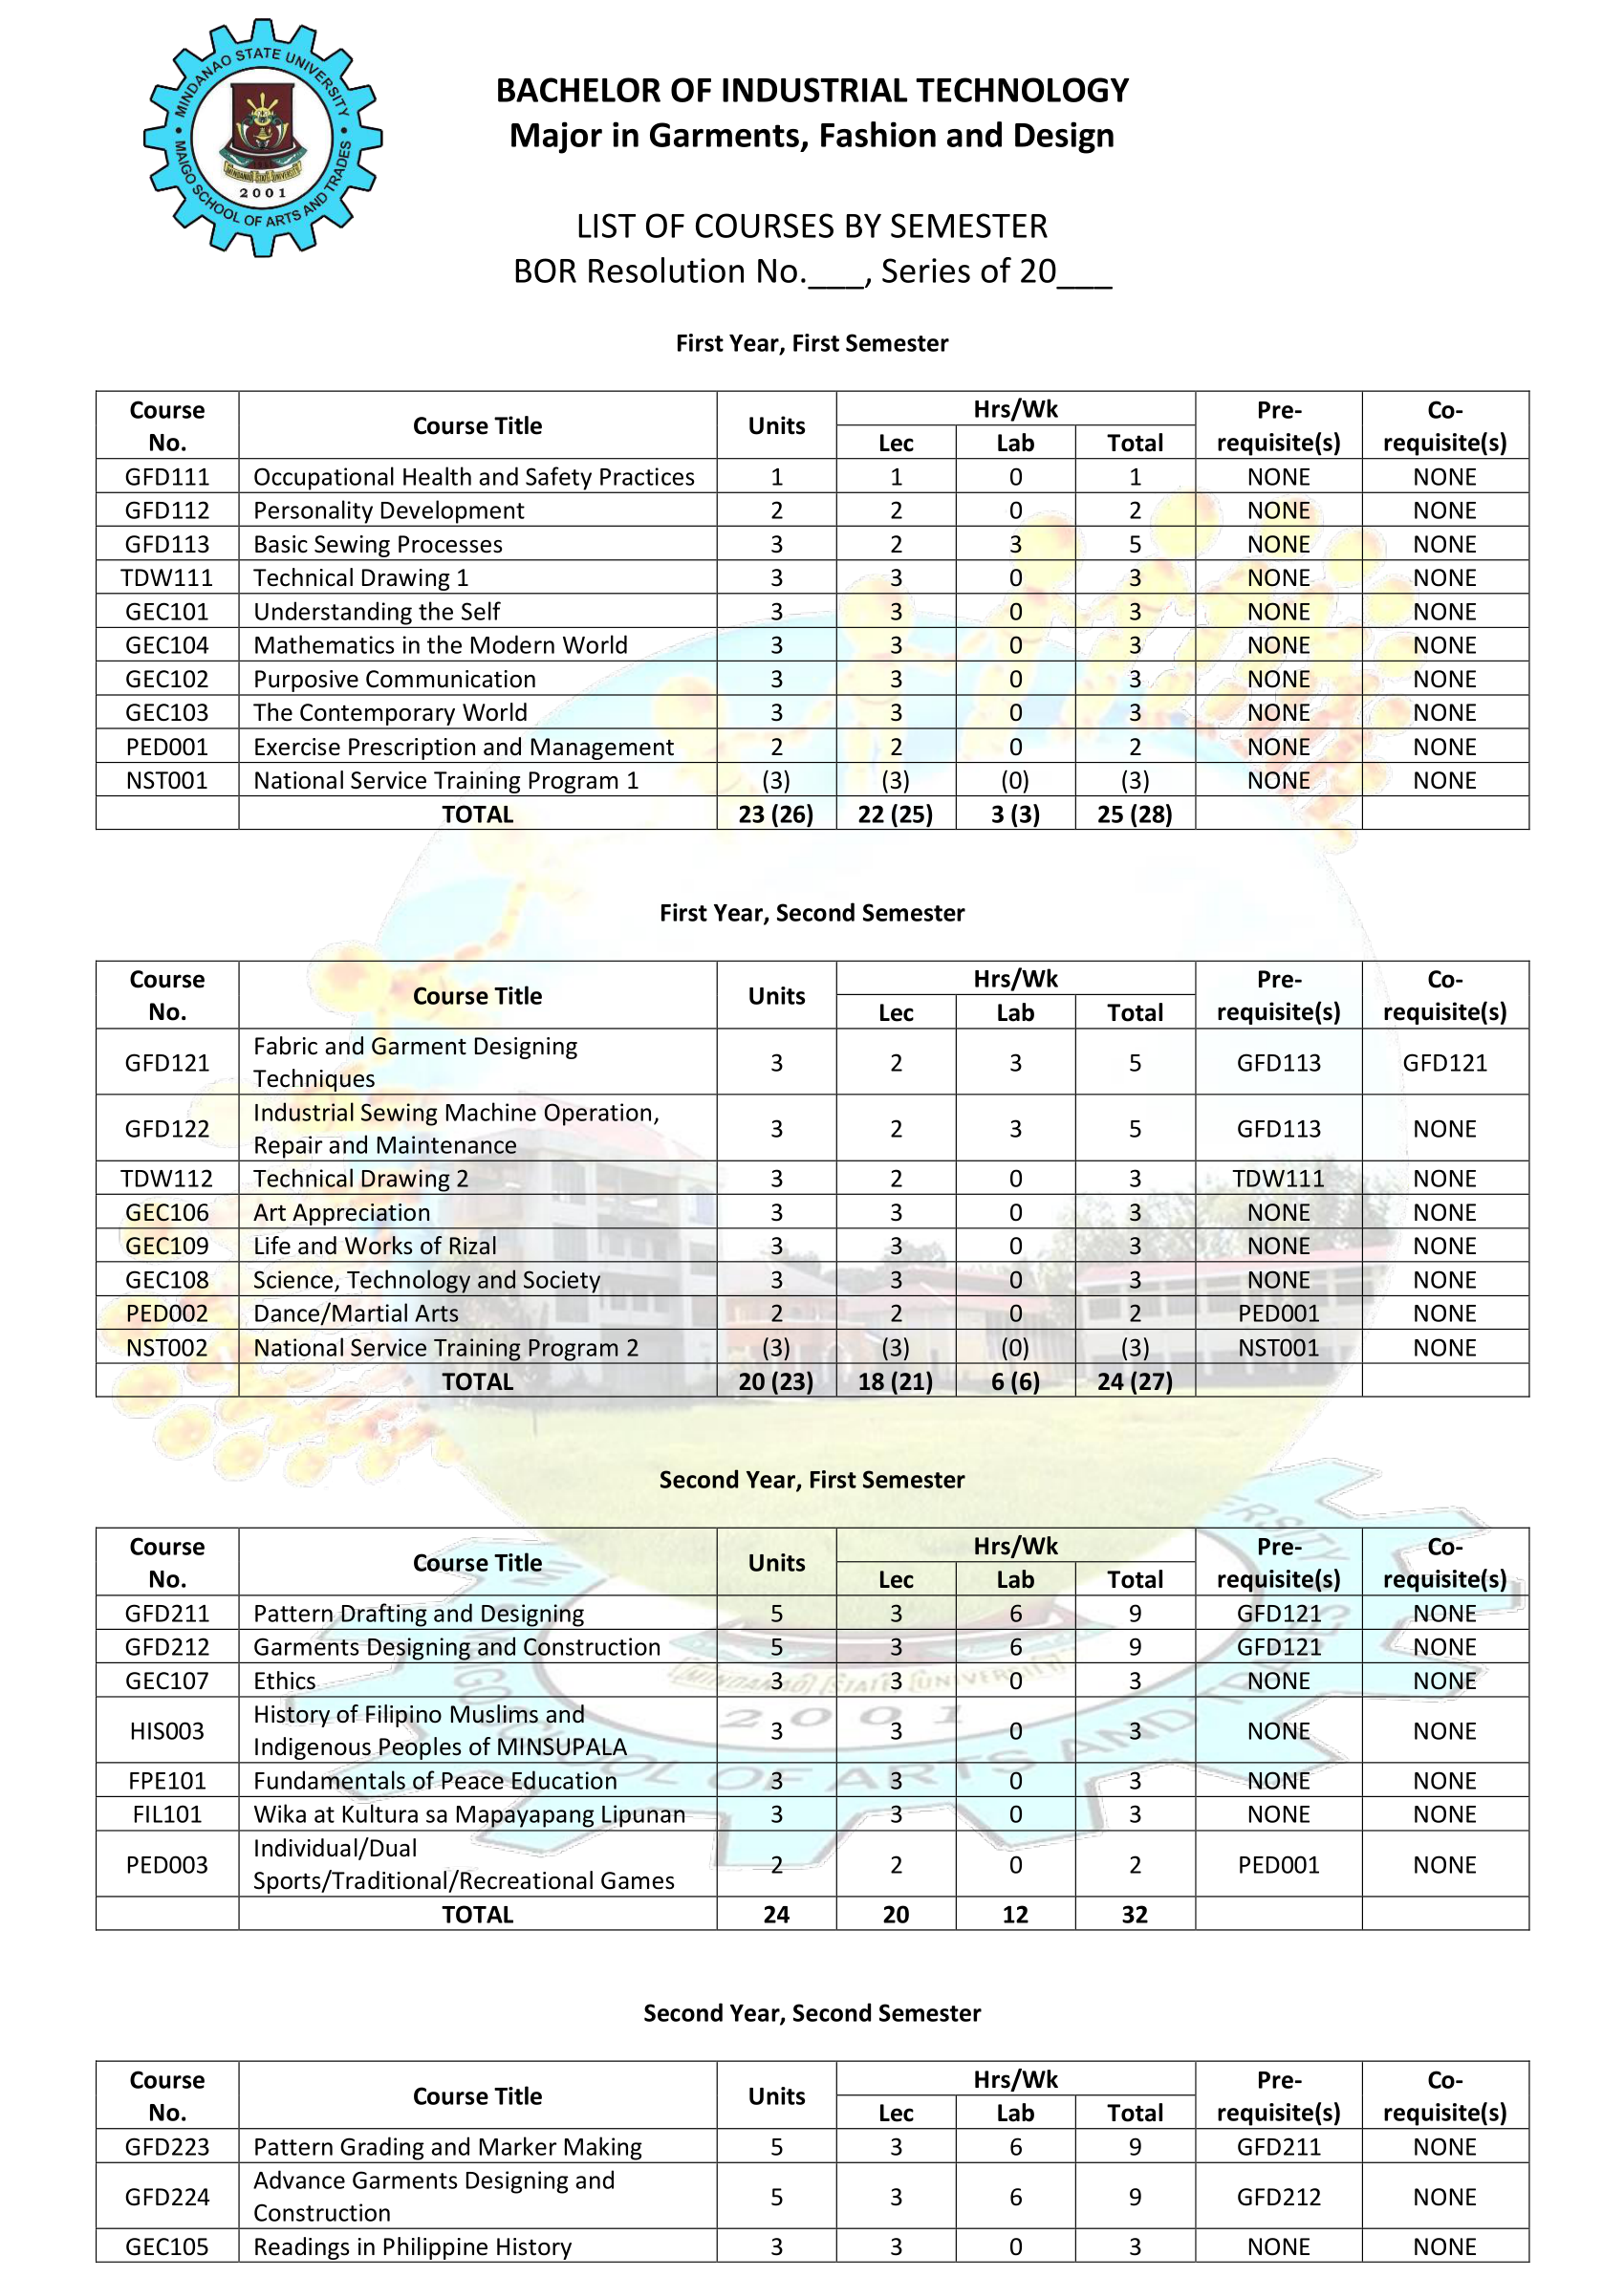 MINDANAO STATE UNIVERSITY
MAIGO SCHOOL OF ARTS AND TRADES
MINDANAO STATE UNIVERSITY
2001
BACHELOR OF INDUSTRIAL TECHNOLOGY
Major in Garments, Fashion and Design
LIST OF COURSES BY SEMESTER
BOR Resolution No.___, Series of 20___
First Year, First Semester
Course No. Course Title Units Hrs/Wk Pre-requisite(s) Co-requisite(s)
Lec Lab Total
GFD111 Occupational Health and Safety Practices 1 1 0 1 NONE NONE
GFD112 Personality Development 2 2 0 2 NONE NONE
GFD113 Basic Sewing Processes 3 2 3 5 NONE NONE
TDW111 Technical Drawing 1 3 3 0 3 NONE NONE
GEC101 Understanding the Self 3 3 0 3 NONE NONE
GEC104 Mathematics in the Modern World 3 3 0 3 NONE NONE
GEC102 Purposive Communication 3 3 0 3 NONE NONE
GEC103 The Contemporary World 3 3 0 3 NONE NONE
PED001 Exercise Prescription and Management 2 2 0 2 NONE NONE
NST001 National Service Training Program 1 (3) (3) (0) (3) NONE NONE
TOTAL 23 (26) 22 (25) 3 (3) 25 (28)
First Year, Second Semester
Course No. Course Title Units Hrs/Wk Pre-requisite(s) Co-requisite(s)
Lec Lab Total
GFD121 Fabric and Garment Designing Techniques 3 2 3 5 GFD113 GFD121
GFD122 Industrial Sewing Machine Operation, Repair and Maintenance 3 2 3 5 GFD113 NONE
TDW112 Technical Drawing 2 3 2 0 3 TDW111 NONE
GEC106 Art Appreciation 3 3 0 3 NONE NONE
GEC109 Life and Works of Rizal 3 3 0 3 NONE NONE
GEC108 Science, Technology and Society 3 3 0 3 NONE NONE
PED002 Dance/Martial Arts 2 2 0 2 PED001 NONE
NST002 National Service Training Program 2 (3) (3) (0) (3) NST001 NONE
TOTAL 20 (23) 18 (21) 6 (6) 24 (27)
Second Year, First Semester
Course No. Course Title Units Hrs/Wk Pre-requisite(s) Co-requisite(s)
Lec Lab Total
GFD211 Pattern Drafting and Designing 5 3 6 9 GFD121 NONE
GFD212 Garments Designing and Construction 5 3 6 9 GFD121 NONE
GEC107 Ethics 3 3 0 3 NONE NONE
HIS003 History of Filipino Muslims and Indigenous Peoples of MINSUPALA 3 3 0 3 NONE NONE
FPE101 Fundamentals of Peace Education 3 3 0 3 NONE NONE
FIL101 Wika at Kultura sa Mapayapang Lipunan 3 3 0 3 NONE NONE
PED003 Individual/Dual Sports/Traditional/Recreational Games 2 2 0 2 PED001 NONE
TOTAL 24 20 12 32
Second Year, Second Semester
Course No. Course Title Units Hrs/Wk Pre-requisite(s) Co-requisite(s)
Lec Lab Total
GFD223 Pattern Grading and Marker Making 5 3 6 9 GFD211 NONE
GFD224 Advance Garments Designing and Construction 5 3 6 9 GFD212 NONE
GEC105 Readings in Philippine History 3 3 0 3 NONE NONE